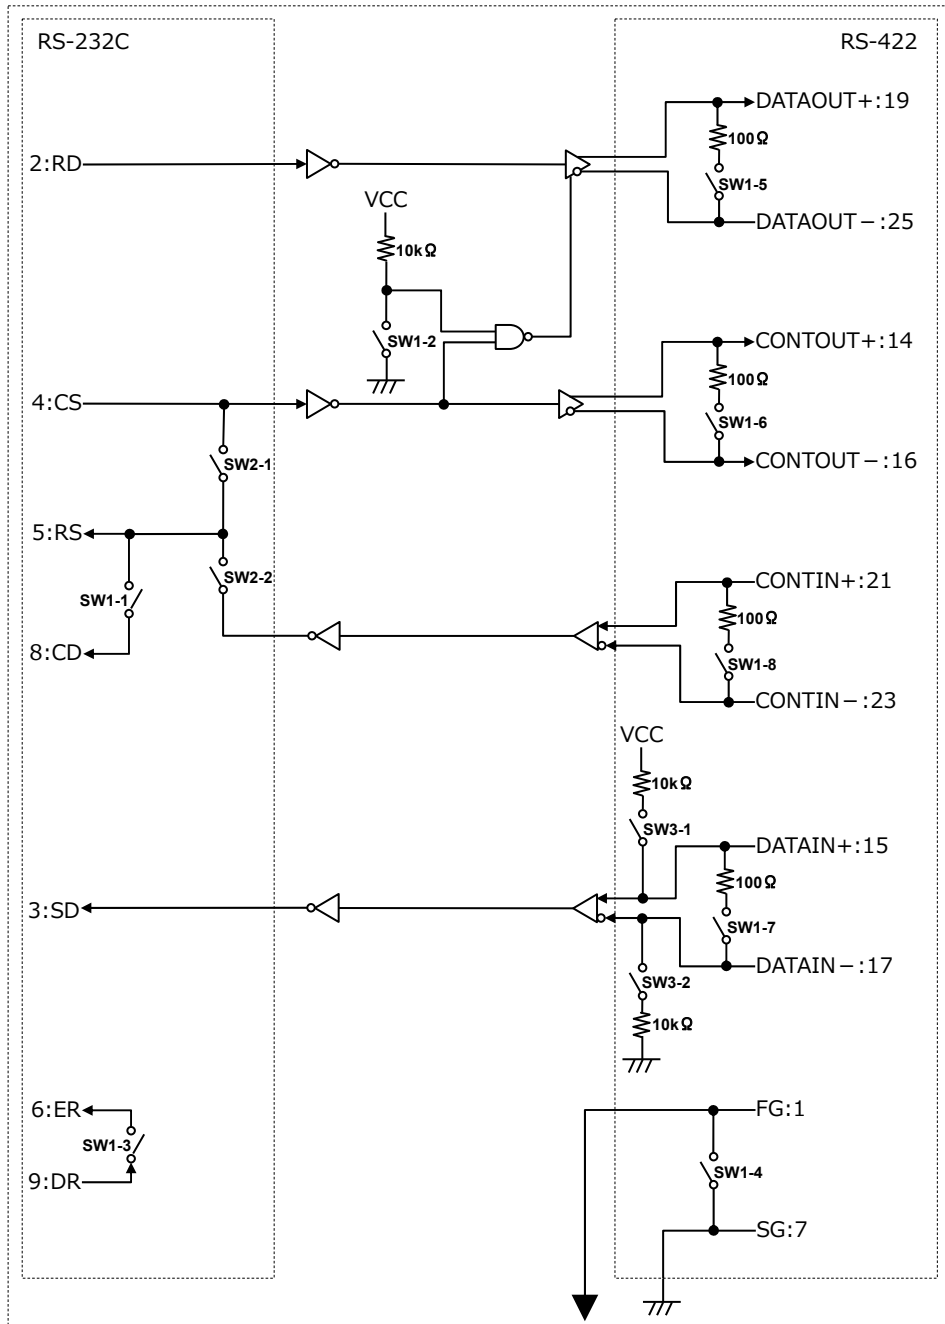 RS-232C
RS-422
DATAOUT+:19
100Ω
SW1-5
DATAOUT－:25
2:RD
VCC
10kΩ
SW1-2
CONTOUT+:14
100Ω
SW1-6
CONTOUT－:16
4:CS
SW2-1
5:RS
SW2-2
SW1-1
8:CD
CONTIN+:21
100Ω
SW1-8
CONTIN－:23
VCC
10kΩ
SW3-1
DATAIN+:15
100Ω
SW1-7
DATAIN－:17
3:SD
SW3-2
10kΩ
6:ER
SW1-3
9:DR
FG:1
SW1-4
SG:7